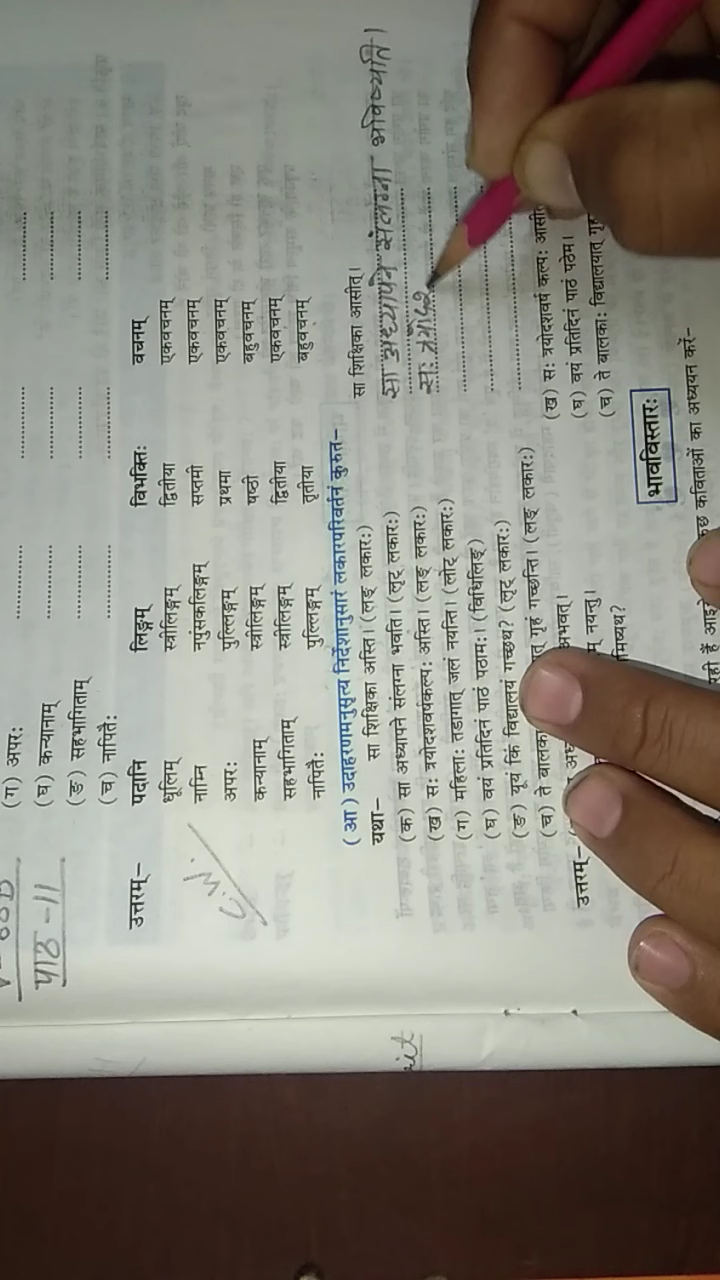 पाठ -11
(ग) अपरः
(घ) कन्यानाम्
(ङ) सहभागिताम्
(च) नापितैः
उत्तरम्– पदानि लिङ्गम् विभक्तिः वचनम्
धूलिम् स्त्रीलिङ्गम् द्वितीया एकवचनम्
नाम्नि नपुंसकलिङ्गम् सप्तमी एकवचनम्
अपरः पुल्लिङ्गम् प्रथमा एकवचनम्
कन्यानाम् स्त्रीलिङ्गम् षष्ठी बहुवचनम्
सहभागिताम् स्त्रीलिङ्गम् द्वितीया एकवचनम्
नापितैः पुल्लिङ्गम् तृतीया बहुवचनम्
C.W.
(आ) उदाहरणमनुसृत्य निर्देशानुसारं लकारपरिवर्तनं कुरुत–
यथा– सा शिक्षिका अस्ति। (लङ् लकारः) सा शिक्षिका आसीत्।
(क) सा अध्यापने संलग्ना भवति। (लृट् लकारः) सा अध्यापने संलग्ना भविष्यति।
(ख) सः त्रयोदशवर्षकल्पः अस्ति। (लङ् लकारः) सः
(ग) महिलाः तडागात् जलं नयन्ति। (लोट् लकारः)
(घ) वयं प्रतिदिनं पाठं पठामः। (विधिलिङ्)
(ङ) यूयं किं विद्यालयं गच्छथ? (लृट् लकारः)
(च) ते बालकाः गृहं गच्छन्ति। (लङ् लकारः)
उत्तरम्– अभवत्। (ख) सः त्रयोदशवर्ष कल्पः
नयन्तु। (घ) वयं प्रतिदिनं पाठं पठेम।
(च) ते बालकाः विद्यालयात्
भावविस्तारः
कविताओं का अध्ययन करें–